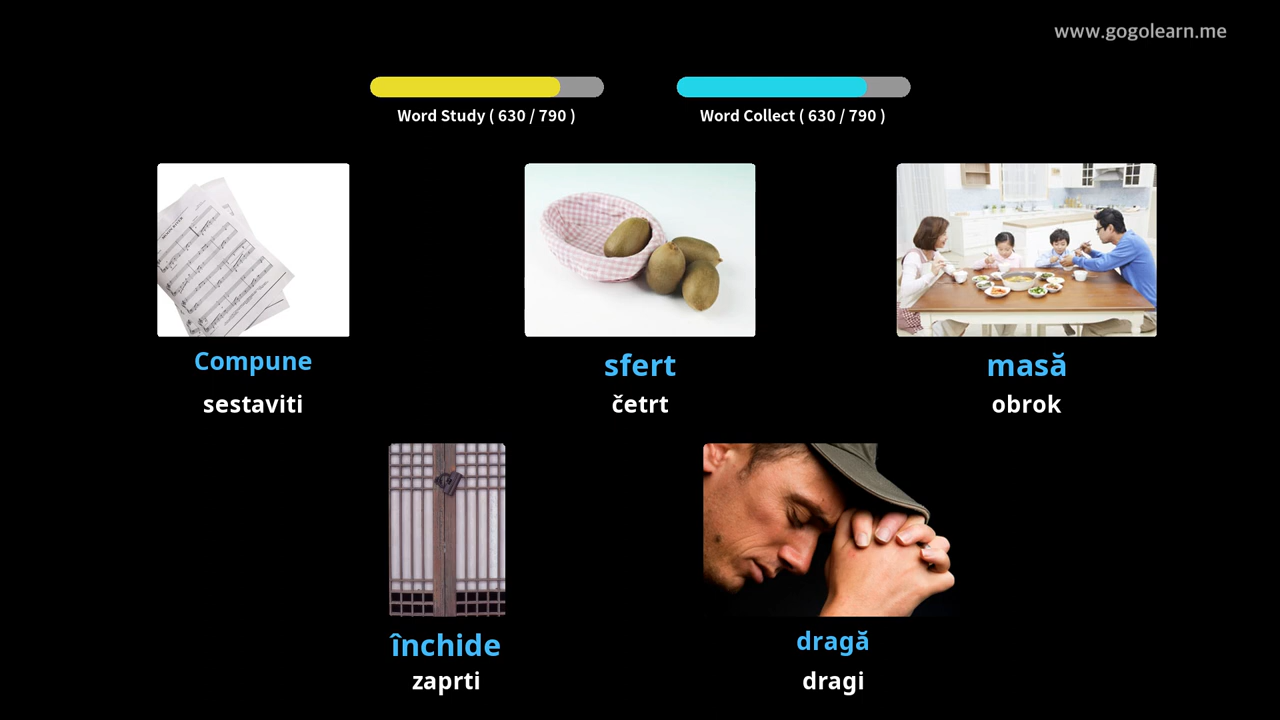 www.gogolearn.me
Word Study ( 630 / 790 )
Word Collect ( 630 / 790 )
Compune
sestaviti
sfert
četrt
masă
obrok
închide
zaprti
dragă
dragi